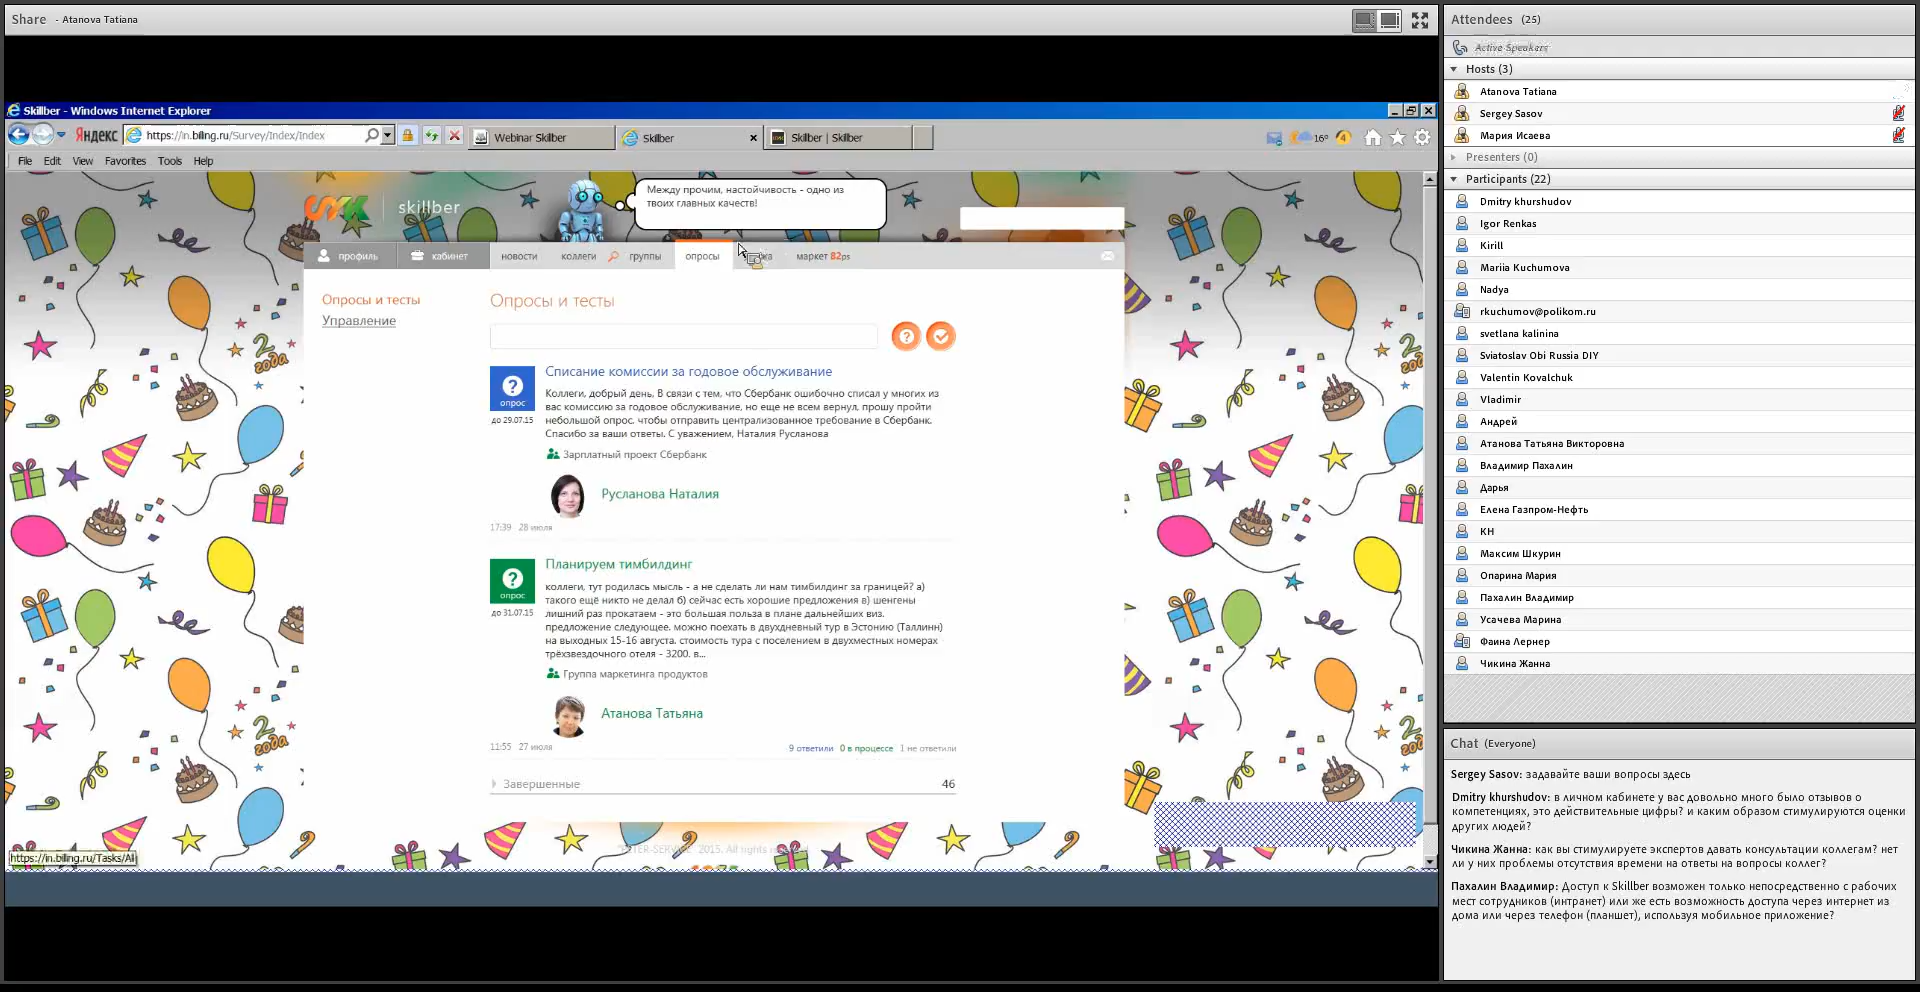 Share - Atanova Tatiana
Skillber - Windows Internet Explorer
Яндекс https://in.biling.ru/Survey/Index/Index
Webinar Skillber
Skillber
Skillber | Skillber
16°
4
File Edit View Favorites Tools Help
skillber
Между прочим, настойчивость - одно из
твоих главных качеств!
профиль кабинет новости коллеги группы опросы маркет 82ps
Опросы и тесты
Управление
Опросы и тесты
опрос
до 29.07.15
Списание комиссии за годовое обслуживание
Коллеги, добрый день, В связи с тем, что Сбербанк ошибочно списал у многих из
вас комиссию за годовое обслуживание, но еще не всем вернул, прошу пройти
небольшой опрос, чтобы отправить централизованное требование в Сбербанк.
Спасибо за ваши ответы. С уважением, Наталия Русланова
Зарплатный проект Сбербанк
Русланова Наталия
17:39 28 июля
опрос
до 31.07.15
Планируем тимбилдинг
коллеги, тут родилась мысль - а не сделать ли нам тимбилдинг за границей? а)
такого ещё никто не делал б) сейчас есть хорошие предложения в) шенгены
лишний раз прокатаем - это большая польза в плане дальнейших виз.
предложение следующее. можно поехать в двухдневный тур в Эстонию (Таллинн)
на выходных 15-16 августа. стоимость тура с поселением в двухместных номерах
трёхзвездочного отеля - 3200. в...
Группа маркетинга продуктов
Атанова Татьяна
11:55 27 июля
9 ответили 0 в процессе 1 не ответили
Завершенные 46
2015. All
https://in.biling.ru/Tasks/Al
2 года
2 года
2 года
2 года
Attendees (25)
Active Speakers
Hosts (3)
Atanova Tatiana
Sergey Sasov
Мария Исаева
Presenters (0)
Participants (22)
Dmitry khurshudov
Igor Renkas
Kirill
Mariia Kuchumova
Nadya
rkuchumov@polikom.ru
svetlana kalinina
Sviatoslav Obi Russia DIY
Valentin Kovalchuk
Vladimir
Андрей
Атанова Татьяна Викторовна
Владимир Пахалин
Дарья
Елена Газпром-Нефть
КН
Максим Шкурин
Опарина Мария
Пахалин Владимир
Усачева Марина
Фаина Лернер
Чикина Жанна
Chat (Everyone)
Sergey Sasov: задавайте ваши вопросы здесь
Dmitry khurshudov: в личном кабинете у вас довольно много было отзывов о
компетенциях, это действительные цифры? и каким образом стимулируются оценки
других людей?
Чикина Жанна: как вы стимулируете экспертов давать консультации коллегам? нет
ли у них проблемы отсутствия времени на ответы на вопросы коллег?
Пахалин Владимир: Доступ к Skillber возможен только непосредственно с рабочих
мест сотрудников (интранет) или же есть возможность доступа через интернет из
дома или через телефон (планшет), используя мобильное приложение?